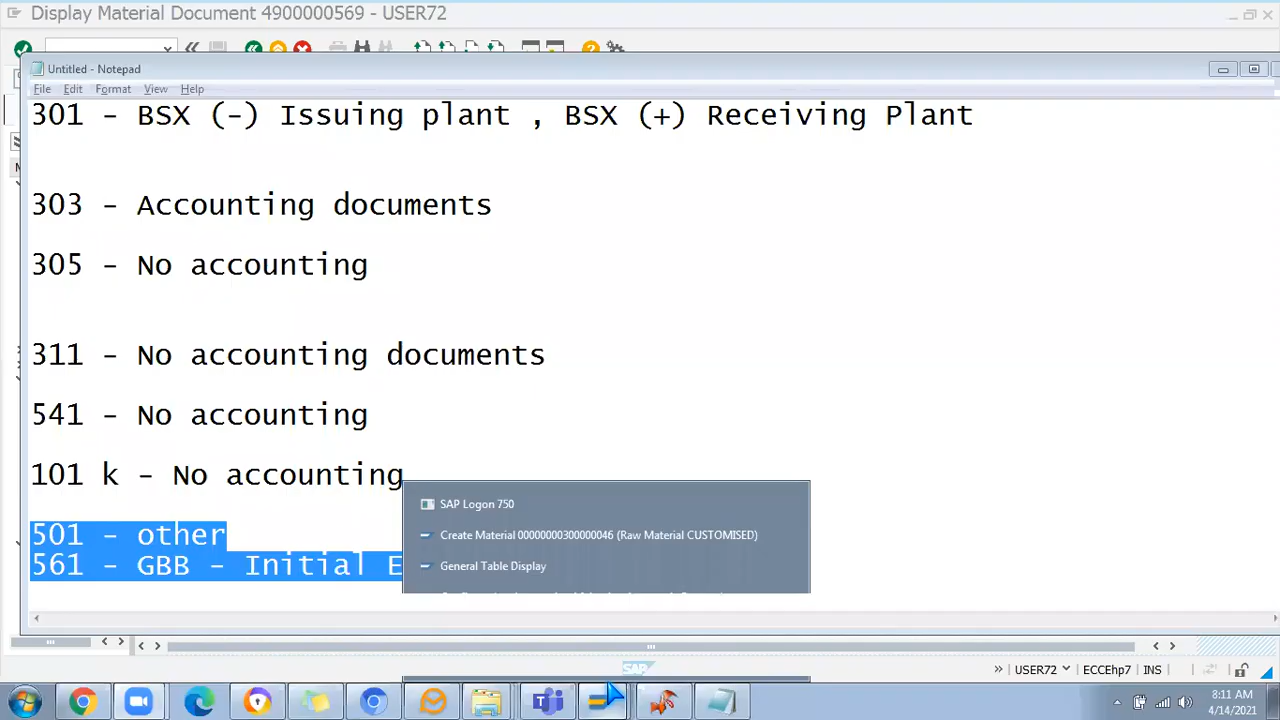 Display Material Document 4900000569 - USER72
Untitled - Notepad
File Edit Format View Help
301 - BSX (-) Issuing plant , BSX (+) Receiving Plant
303 - Accounting documents
305 - No accounting
311 - No accounting documents
541 - No accounting
101 k - No accounting
501 - other
561 - GBB - Initial E
SAP Logon 750
Create Material 00000000300000046 (Raw Material CUSTOMISED)
General Table Display
SAP
USER72 ECCEhp7 INS
8:11 AM
4/14/2021